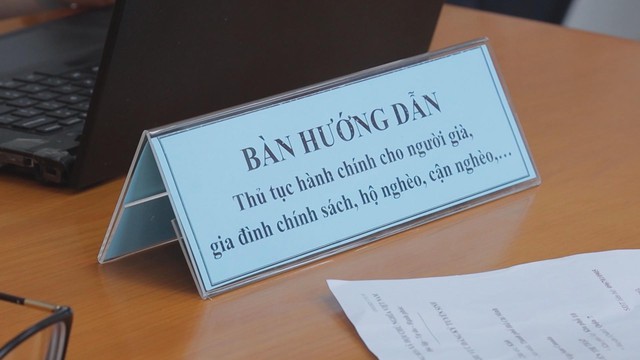 BÀN HƯỚNG DẪN
Thủ tục hành chính cho người già,
gia đình chính sách, hộ nghèo, cận nghèo,...